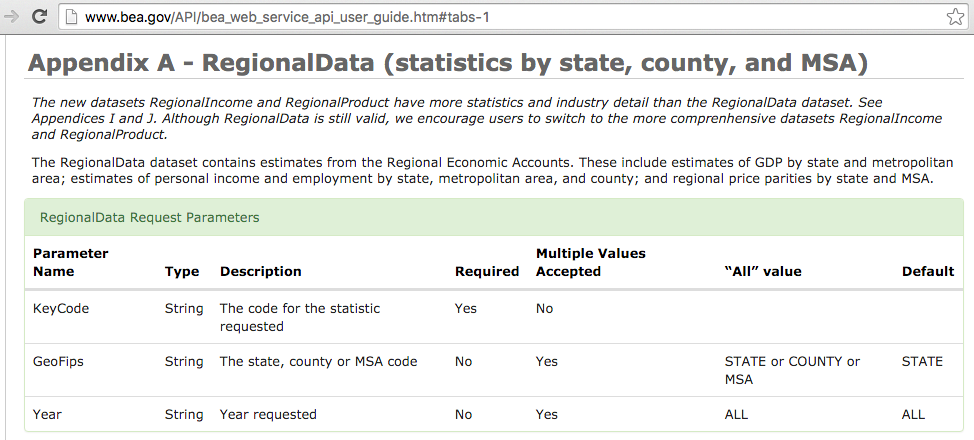 www.bea.gov/API/bea_web_service_api_user_guide.htm#tabs-1
Appendix A - RegionalData (statistics by state, county, and MSA)
The new datasets RegionalIncome and RegionalProduct have more statistics and industry detail than the RegionalData dataset. See
Appendices I and J. Although RegionalData is still valid, we encourage users to switch to the more comprenhensive datasets RegionalIncome
and RegionalProduct.
The RegionalData dataset contains estimates from the Regional Economic Accounts. These include estimates of GDP by state and metropolitan
area; estimates of personal income and employment by state, metropolitan area, and county; and regional price parities by state and MSA.
RegionalData Request Parameters
Parameter Name Type Description Required Multiple Values Accepted “All” value Default
KeyCode String The code for the statistic requested Yes No
GeoFips String The state, county or MSA code No Yes STATE or COUNTY or MSA STATE
Year String Year requested No Yes ALL ALL